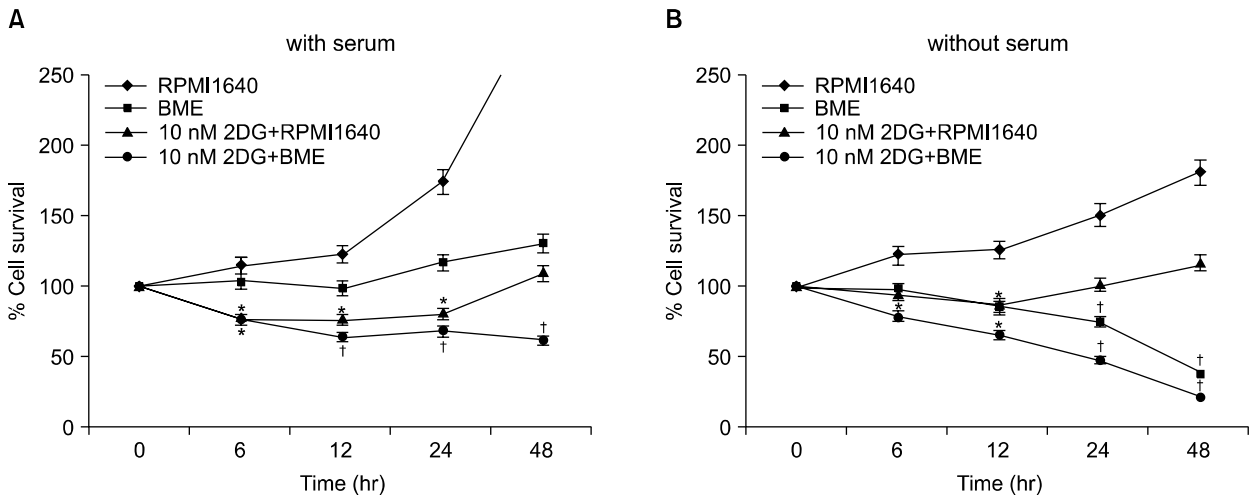 A
with serum
250
200
150
100
50
0
% Cell survival
RPMI1640
BME
10 nM 2DG+RPMI1640
10 nM 2DG+BME
*
*
*
†
*
†
†
0 6 12 24 48
Time (hr)
B
without serum
250
200
150
100
50
0
% Cell survival
RPMI1640
BME
10 nM 2DG+RPMI1640
10 nM 2DG+BME
*
*
*
†
†
†
†
0 6 12 24 48
Time (hr)